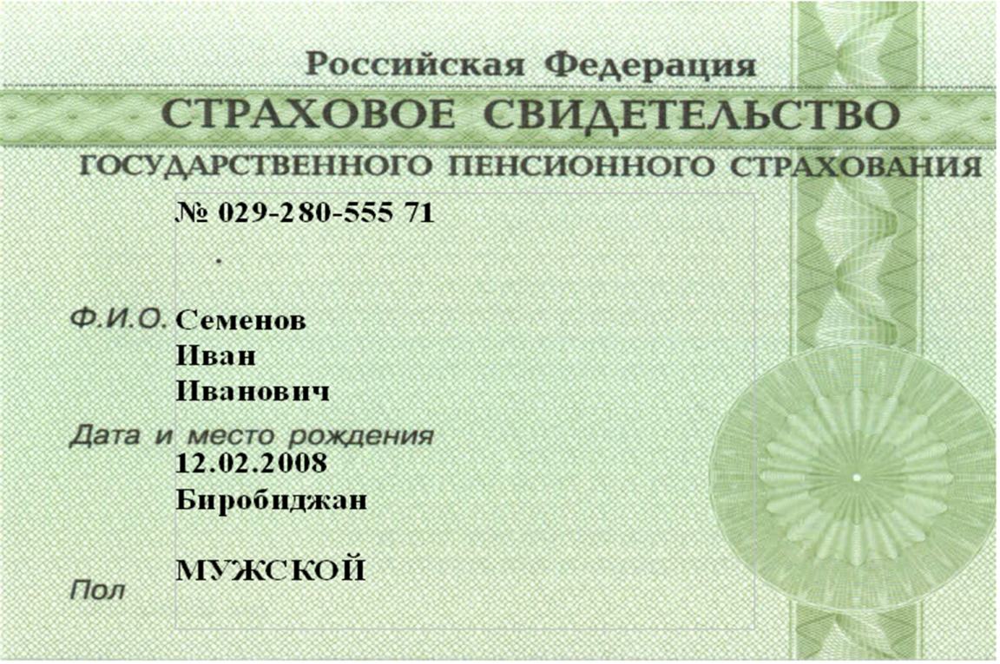 Российская Федерация
СТРАХОВОЕ СВИДЕТЕЛЬСТВО
ГОСУДАРСТВЕННОГО ПЕНСИОННОГО СТРАХОВАНИЯ
№ 029-280-555 71
.
Ф.И.О. Семенов
Иван
Иванович
Дата и место рождения
12.02.2008
Биробиджан
МУЖСКОЙ
Пол